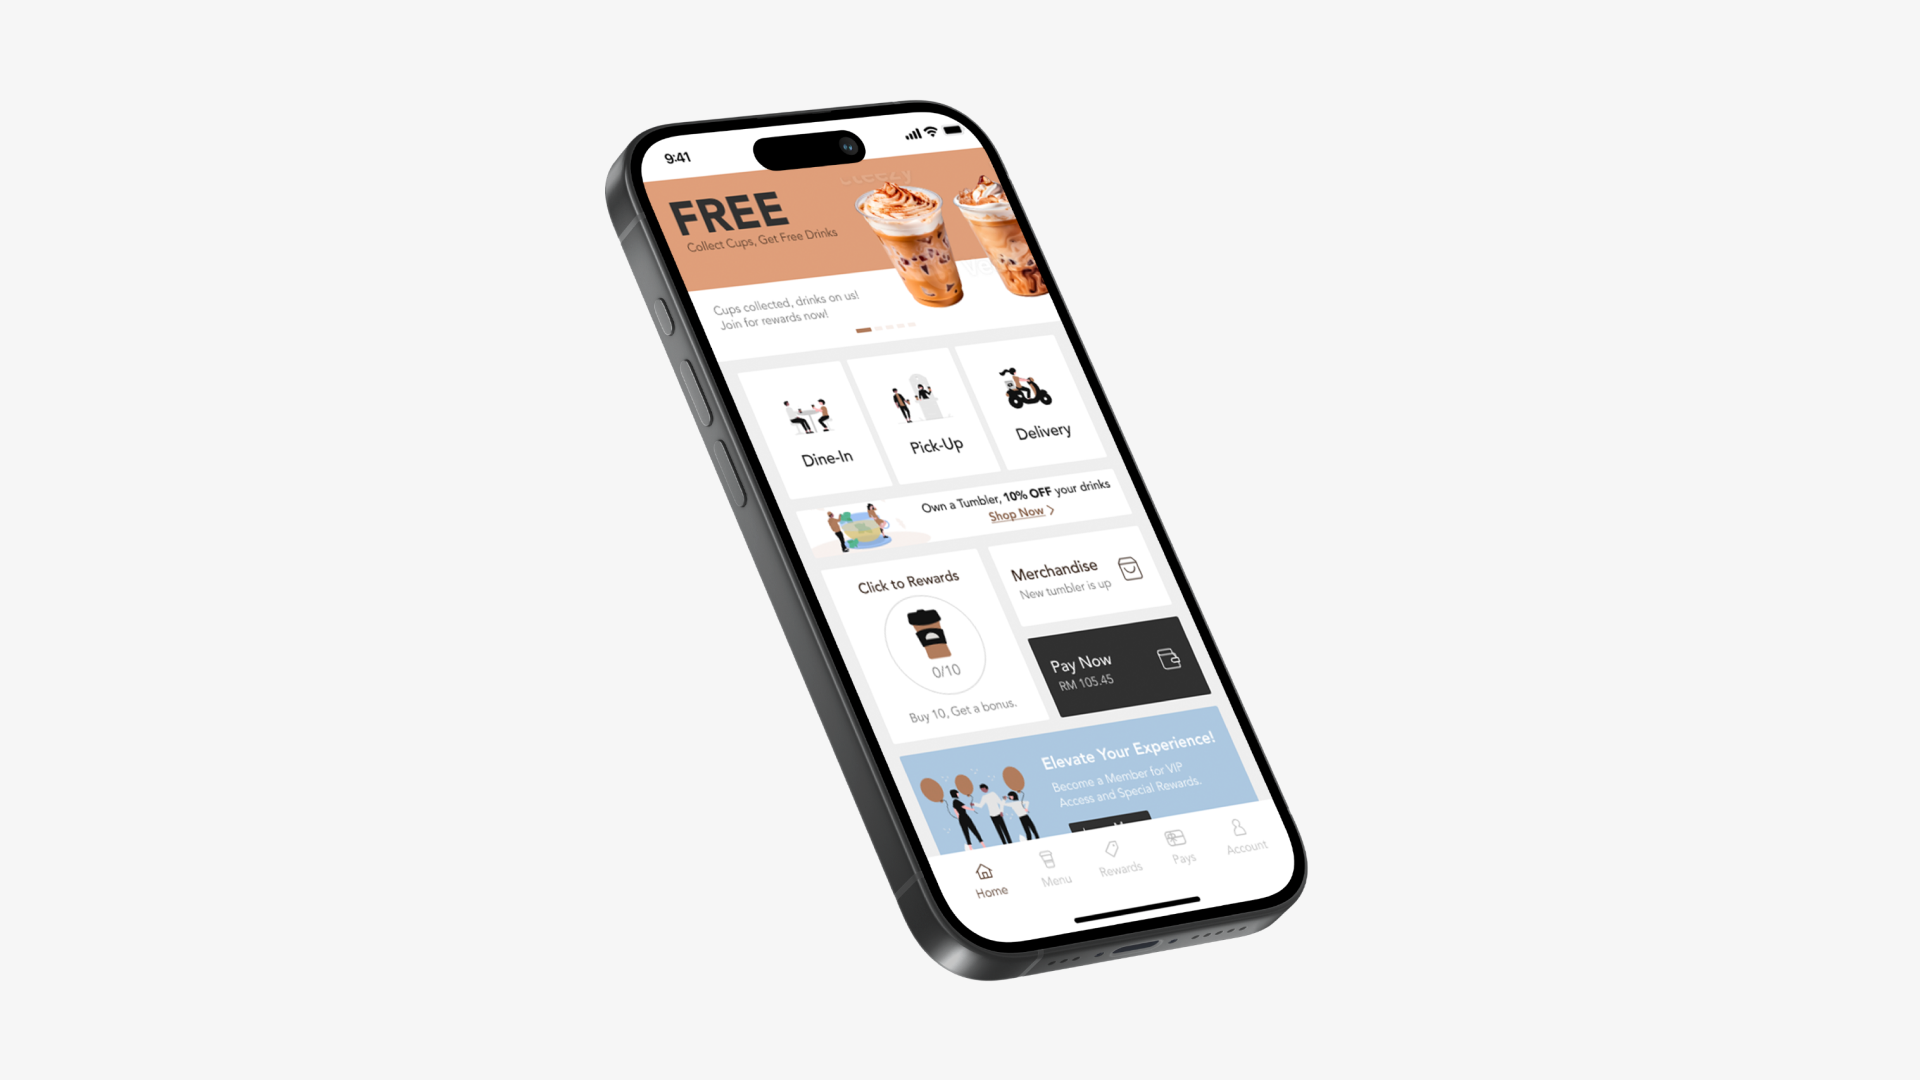 9:41
FREE
Collect Cups, Get Free Drinks
Cups collected, drinks on us!
Join for rewards now!
Dine-In
Pick-Up
Delivery
Own a Tumbler, 10% OFF your drinks
Shop Now >
Click to Rewards
0/10
Buy 10, Get a bonus.
Merchandise
New tumbler is up
Pay Now
RM 105.45
Elevate Your Experience!
Become a Member for VIP
Access and Special Rewards.
Home
Menu
Rewards
Pays
Account